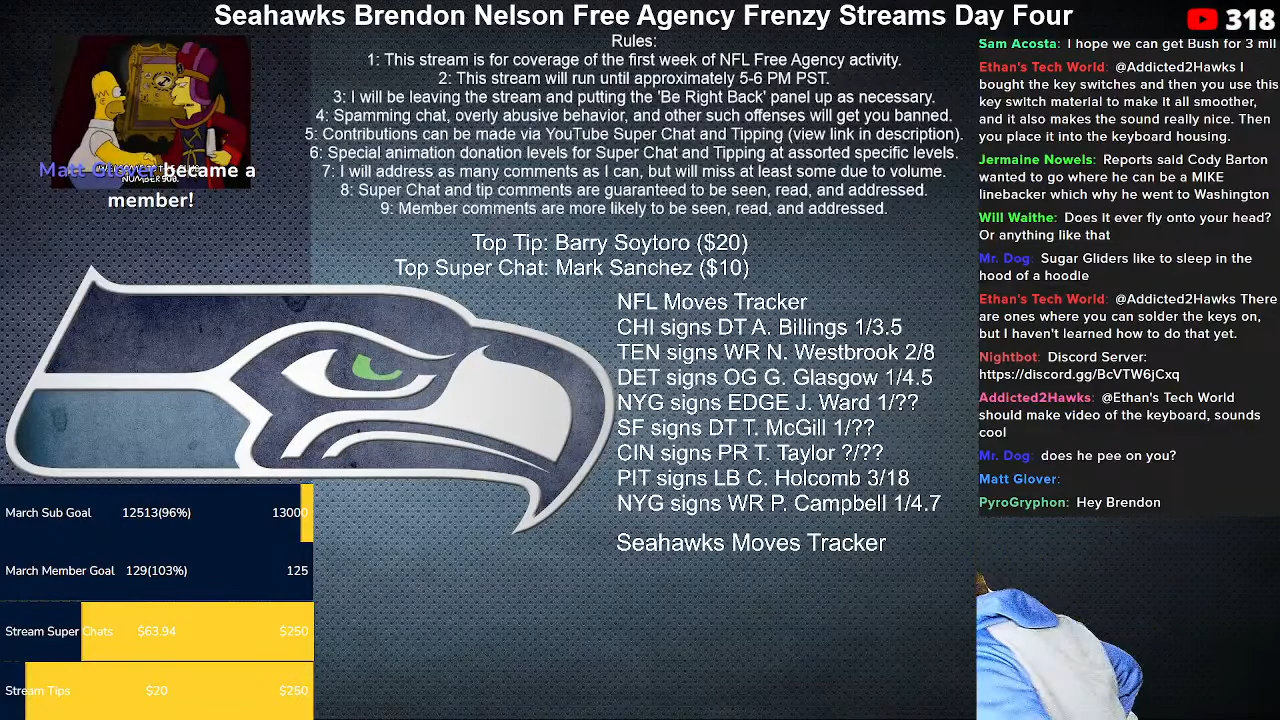 Seahawks Brendon Nelson Free Agency Frenzy Streams Day Four
318
Rules:
1: This stream is for coverage of the first week of NFL Free Agency activity.
2: This stream will run until approximately 5-6 PM PST.
3: I will be leaving the stream and putting the 'Be Right Back' panel up as necessary.
4: Spamming chat, overly abusive behavior, and other such offenses will get you banned.
5: Contributions can be made via YouTube Super Chat and Tipping (view link in description).
6: Special animation donation levels for Super Chat and Tipping at assorted specific levels.
7: I will address as many comments as I can, but will miss at least some due to volume.
8: Super Chat and tip comments are guaranteed to be seen, read, and addressed.
9: Member comments are more likely to be seen, read, and addressed.
Matt Glover became a
NUMBER 908.
member!
Top Tip: Barry Soytoro ($20)
Top Super Chat: Mark Sanchez ($10)
NFL Moves Tracker
CHI signs DT A. Billings 1/3.5
TEN signs WR N. Westbrook 2/8
DET signs OG G. Glasgow 1/4.5
NYG signs EDGE J. Ward 1/??
SF signs DT T. McGill 1/??
CIN signs PR T. Taylor ?/??
PIT signs LB C. Holcomb 3/18
NYG signs WR P. Campbell 1/4.7
Seahawks Moves Tracker
March Sub Goal 12513(96%) 13000
March Member Goal 129(103%) 125
Stream Super Chats $63.94 $250
Stream Tips $20 $250
Sam Acosta: I hope we can get Bush for 3 mil
Ethan's Tech World: @Addicted2Hawks I
bought the key switches and then you use this
key switch material to make it all smoother,
and it also makes the sound really nice. Then
you place it into the keyboard housing.
Jermaine Nowels: Reports said Cody Barton
wanted to go where he can be a MIKE
linebacker which why he went to Washington
Will Waithe: Does it ever fly onto your head?
Or anything like that
Mr. Dog: Sugar Gliders like to sleep in the
hood of a hoodie
Ethan's Tech World: @Addicted2Hawks There
are ones where you can solder the keys on,
but I haven't learned how to do that yet.
Nightbot: Discord Server:
https://discord.gg/BcVTW6jCxq
Addicted2Hawks: @Ethan's Tech World
should make video of the keyboard, sounds
cool
Mr. Dog: does he pee on you?
Matt Glover:
PyroGryphon: Hey Brendon